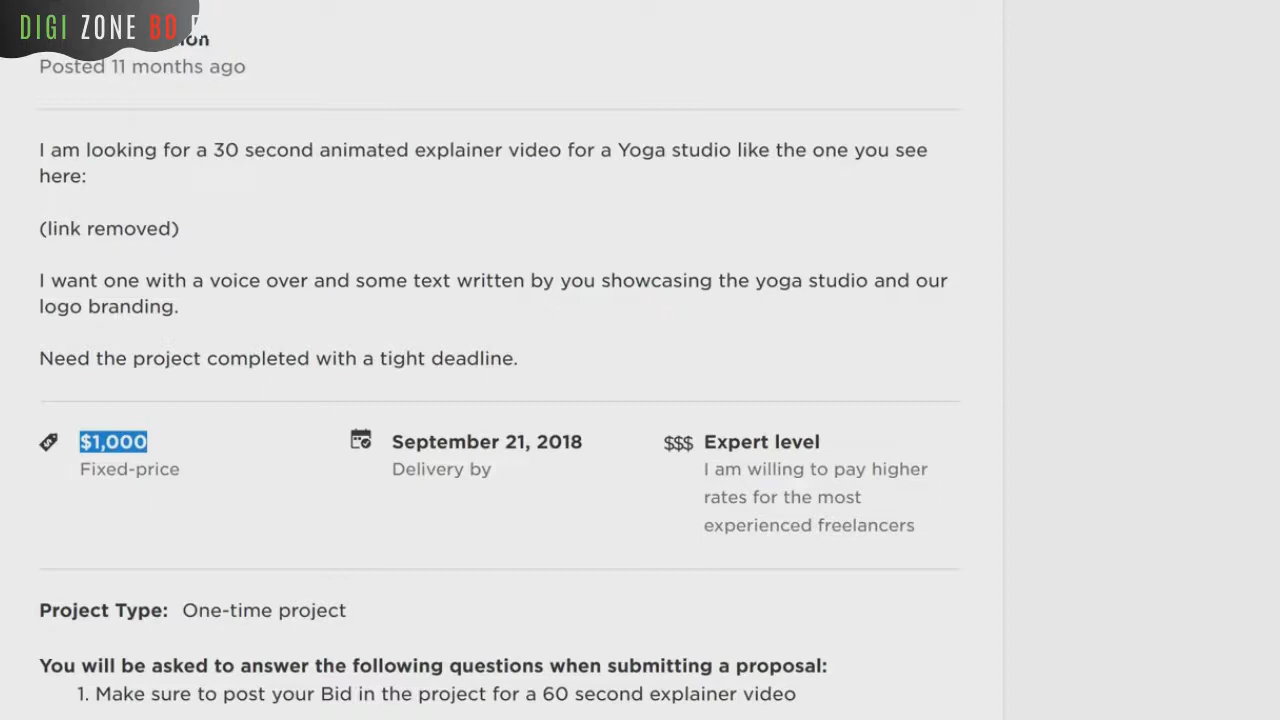 DIGI ZONE BD
Posted 11 months ago
I am looking for a 30 second animated explainer video for a Yoga studio like the one you see
here:
(link removed)
I want one with a voice over and some text written by you showcasing the yoga studio and our
logo branding.
Need the project completed with a tight deadline.
$1,000 September 21, 2018 $$$ Expert level
Fixed-price Delivery by I am willing to pay higher
rates for the most
experienced freelancers
Project Type: One-time project
You will be asked to answer the following questions when submitting a proposal:
1. Make sure to post your Bid in the project for a 60 second explainer video